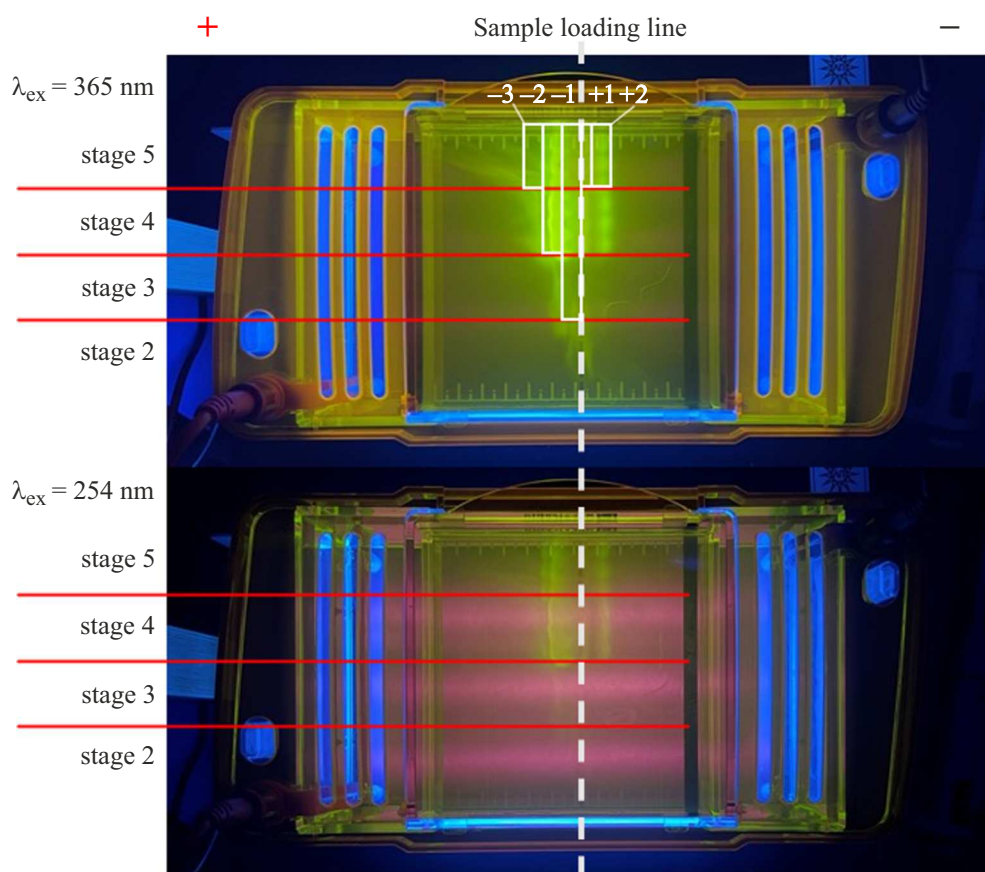 + Sample loading line −
λex = 365 nm
−3 −2 −1 +1 +2
stage 5
stage 4
stage 3
stage 2
λex = 254 nm
stage 5
stage 4
stage 3
stage 2